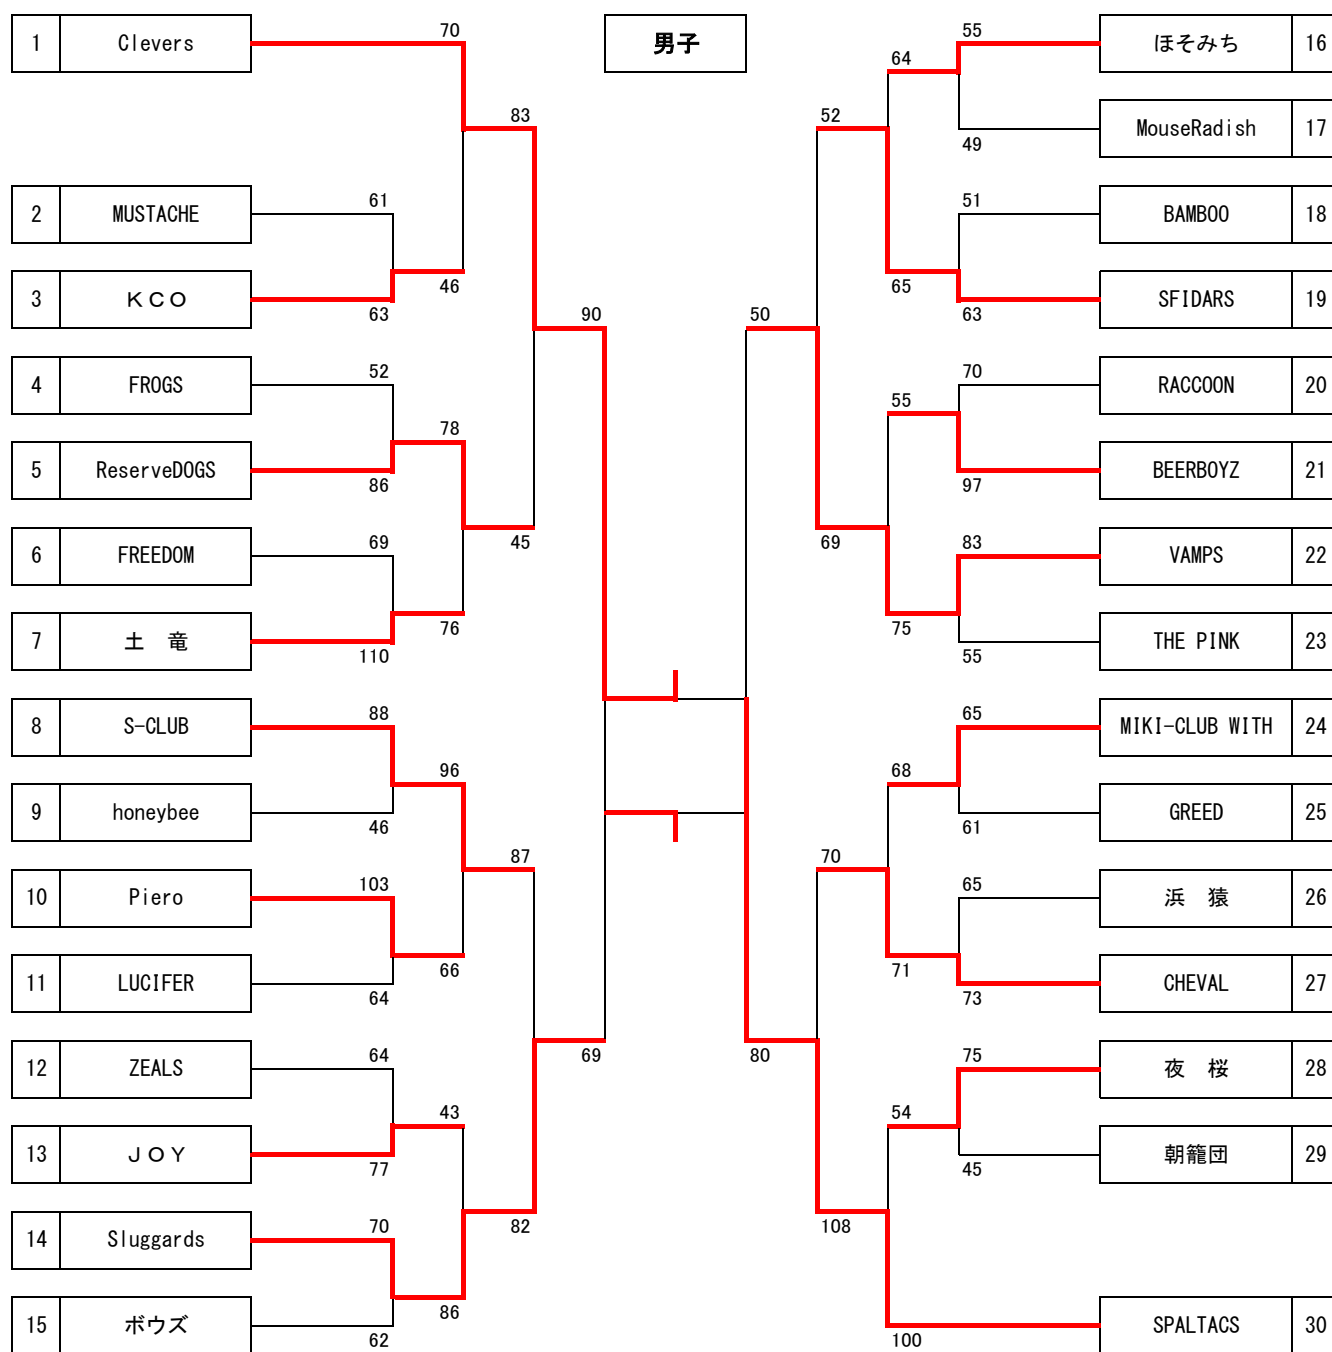 男子
1 Clevers
70
83
2 MUSTACHE
61
3 KCO
63
46
90
4 FROGS
52
78
5 ReserveDOGS
86
45
6 FREEDOM
69
7 土 竜
110
76
8 S-CLUB
88
96
9 honeybee
46
87
10 Piero
103
66
11 LUCIFER
64
69
12 ZEALS
64
43
13 JOY
77
82
14 Sluggards
70
86
15 ボウズ
62
55
ほそみち 16
64
52
MouseRadish 17
49
51
BAMBOO 18
65
SFIDARS 19
63
50
70
RACCOON 20
55
BEERBOYZ 21
97
69
83
VAMPS 22
75
THE PINK 23
55
65
MIKI-CLUB WITH 24
68
GREED 25
61
70
65
浜 猿 26
71
CHEVAL 27
73
80
75
夜 桜 28
54
朝籠団 29
45
108
SPALTACS 30
100